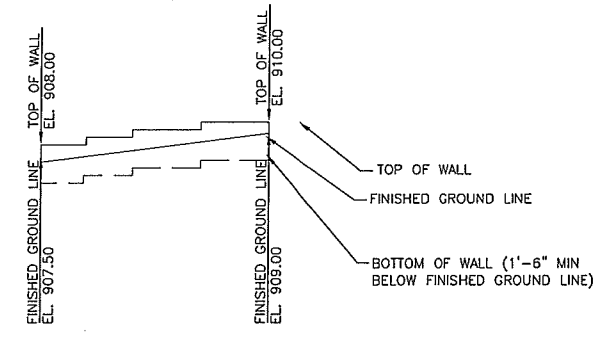 TOP OF WALL
EL. 908.00
TOP OF WALL
EL. 910.00
TOP OF WALL
FINISHED GROUND LINE
BOTTOM OF WALL (1'-6" MIN
BELOW FINISHED GROUND LINE)
FINISHED GROUND LINE
EL. 907.50
FINISHED GROUND LINE
EL. 909.00